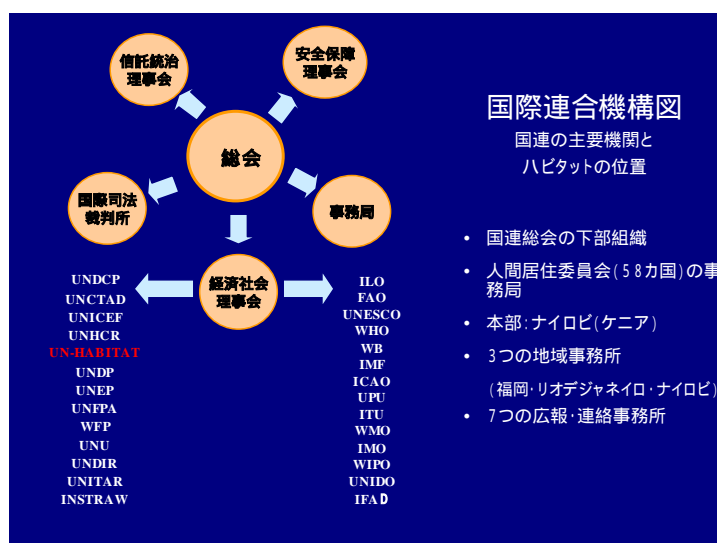 信託統治
理事会
安全保障
理事会
総会
国際司法
裁判所
事務局
経済社会
理事会
UNDCP
UNCTAD
UNICEF
UNHCR
UN-HABITAT
UNDP
UNEP
UNFPA
WFP
UNU
UNDIR
UNITAR
INSTRAW
ILO
FAO
UNESCO
WHO
WB
IMF
ICAO
UPU
ITU
WMO
IMO
WIPO
UNIDO
IFAD
国際連合機構図
国連の主要機関と
ハビタットの位置
• 国連総会の下部組織
• 人間居住委員会(58カ国)の事
務局
• 本部:ナイロビ(ケニア)
• 3つの地域事務所
(福岡・リオデジャネイロ・ナイロビ)
• 7つの広報・連絡事務所